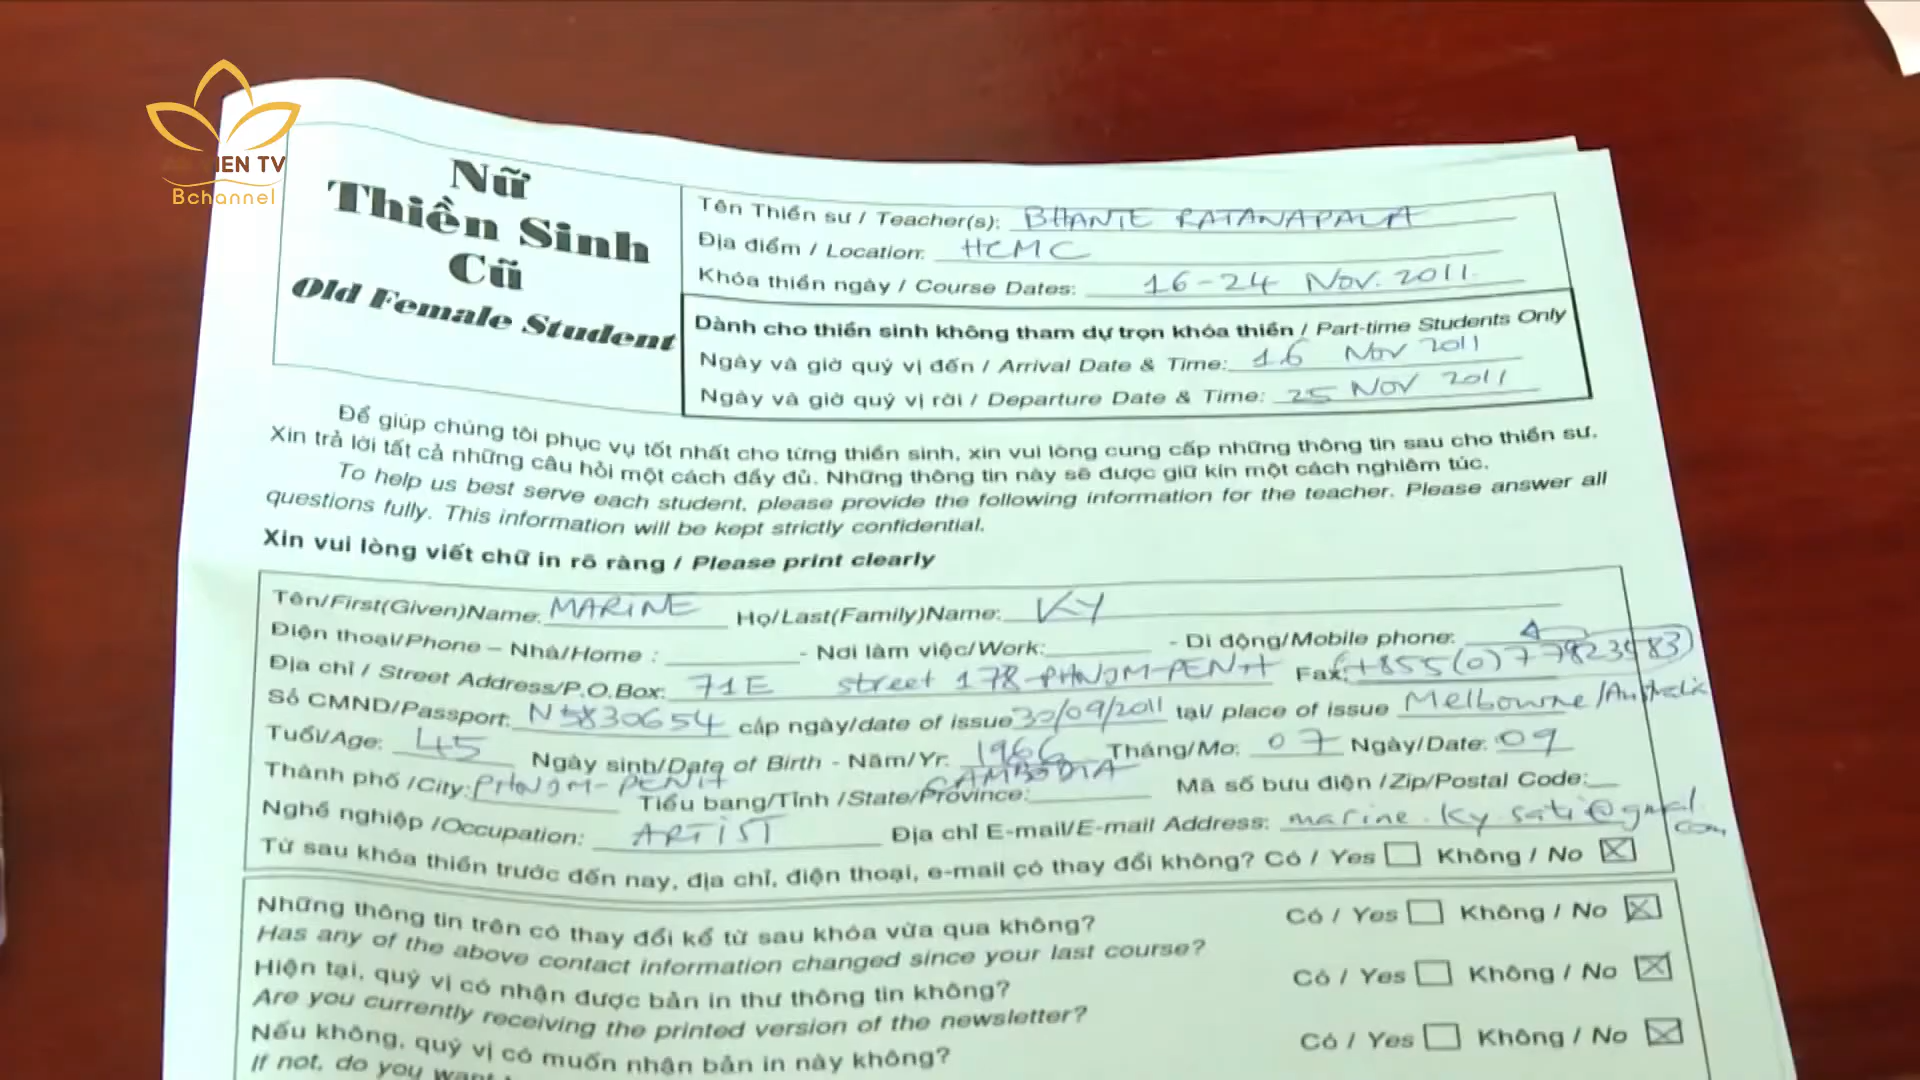 IEN TV
Bchannel
Nữ
Thiền Sinh
Cũ
Old Female Student
Tên Thiền sư / Teacher(s): BHANTE RATANAPALA
Địa điểm / Location: HCMC
Khóa thiền ngày / Course Dates: 16-24 Nov. 2011.
Dành cho thiền sinh không tham dự trọn khóa thiền / Part-time Students Only
Ngày và giờ quý vị đến / Arrival Date & Time: 16 Nov 2011
Ngày và giờ quý vị rời / Departure Date & Time: 25 Nov 2011
Để giúp chúng tôi phục vụ tốt nhất cho từng thiền sinh, xin vui lòng cung cấp những thông tin sau cho thiền sư.
Xin trả lời tất cả những câu hỏi một cách đầy đủ. Những thông tin này sẽ được giữ kín một cách nghiêm túc.
To help us best serve each student, please provide the following information for the teacher. Please answer all
questions fully. This information will be kept strictly confidential.
Xin vui lòng viết chữ in rõ ràng / Please print clearly
Tên/First(Given)Name: MARINE Họ/Last(Family)Name: KY
Điện thoại/Phone – Nhà/Home : - Nơi làm việc/Work: - Di động/Mobile phone:
Địa chỉ / Street Address/P.O.Box: 71E street 178-PHNOM-PENH Fax: (+855(0)77823983)
Số CMND/Passport: N5830654 cấp ngày/date of issue 30/09/2011 tại/ place of issue Melbourne/Australia
Tuổi/Age: 45 Ngày sinh/Date of Birth - Năm/Yr. 1966 Tháng/Mo: 07 Ngày/Date: 09
Thành phố /City: PHNOM-PENH Tiểu bang/Tỉnh /State/Province: CAMBODIA Mã số bưu điện /Zip/Postal Code:
Nghề nghiệp /Occupation: ARTIST Địa chỉ E-mail/E-mail Address: marine.ky.sati@gmail.com
Từ sau khóa thiền trước đến nay, địa chỉ, điện thoại, e-mail có thay đổi không? Có / Yes Không / No
Những thông tin trên có thay đổi kể từ sau khóa vừa qua không? Có / Yes Không / No
Has any of the above contact information changed since your last course?
Hiện tại, quý vị có nhận được bản in thư thông tin không? Có / Yes Không / No
Are you currently receiving the printed version of the newsletter?
Nếu không, quý vị có muốn nhận bản in này không? Có / Yes Không / No
If not, do you want